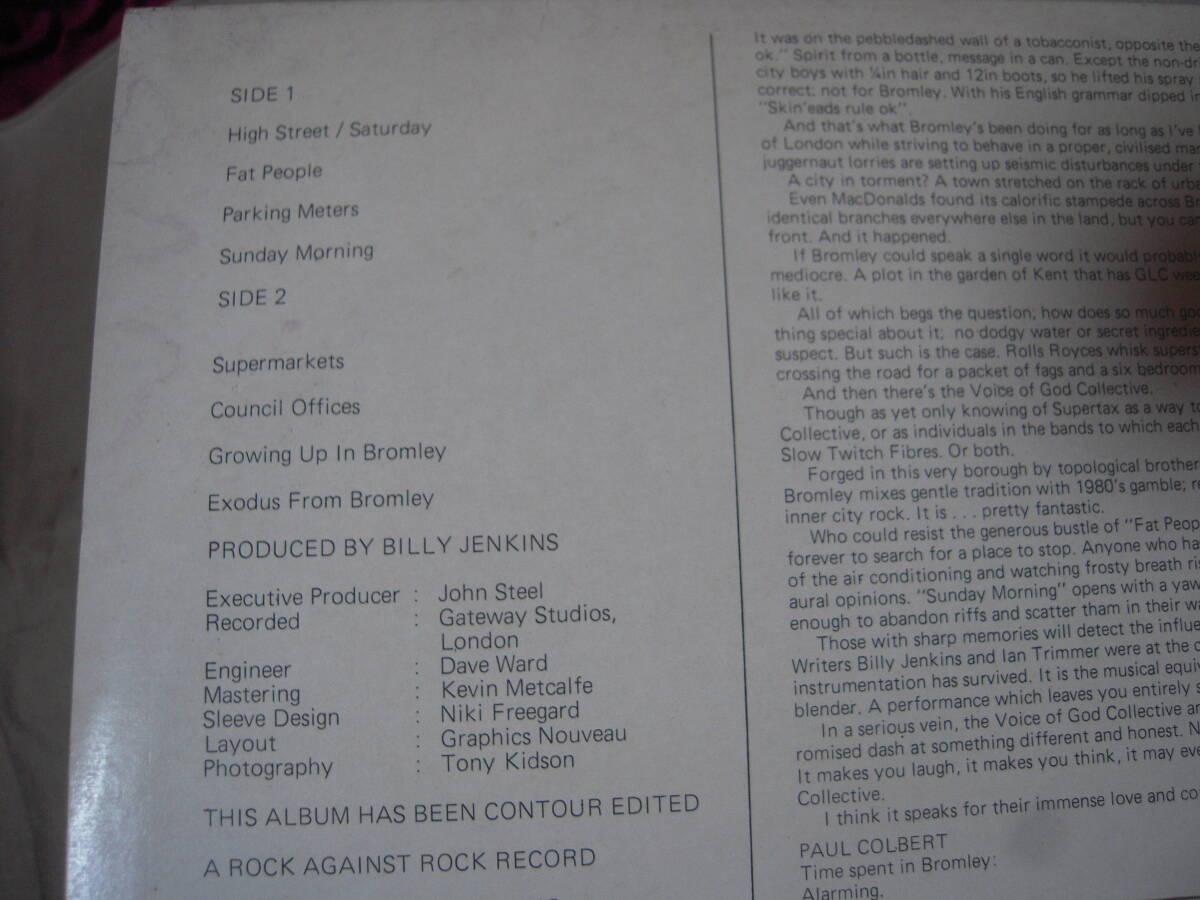 SIDE 1
High Street / Saturday
Fat People
Parking Meters
Sunday Morning
SIDE 2
Supermarkets
Council Offices
Growing Up In Bromley
Exodus From Bromley
PRODUCED BY BILLY JENKINS
Executive Producer : John Steel
Recorded : Gateway Studios,
London
Engineer : Dave Ward
Mastering : Kevin Metcalfe
Sleeve Design : Niki Freegard
Layout : Graphics Nouveau
Photography : Tony Kidson
THIS ALBUM HAS BEEN CONTOUR EDITED
A ROCK AGAINST ROCK RECORD
It was on the pebbledashed wall of a tobacconist, opposite the
ok." Spirit from a bottle, message in a can. Except the non-dr
city boys with ¼in hair and 12in boots, so he lifted his spray
correct: not for Bromley. With his English grammar dipped in
"Skin'eads rule ok".
And that's what Bromley's been doing for as long as I've
of London while striving to behave in a proper, civilised ma
juggernaut lorries are setting up seismic disturbances under
A city in torment? A town stretched on the rack of urba
Even MacDonalds found its calorific stampede across Br
identical branches everywhere else in the land, but you can
front. And it happened.
If Bromley could speak a single word it would probabl
mediocre. A plot in the garden of Kent that has GLC wee
like it.
All of which begs the question, how does so much goo
thing special about it; no dodgy water or secret ingredie
suspect. But such is the case. Rolls Royces whisk superst
crossing the road for a packet of fags and a six bedroom
And then there's the Voice of God Collective.
Though as yet only knowing of Supertax as a way to
Collective, or as individuals in the bands to which each
Slow Twitch Fibres. Or both.
Forged in this very borough by topological brother
Bromley mixes gentle tradition with 1980's gamble; re
inner city rock. It is . . . pretty fantastic.
Who could resist the generous bustle of "Fat Peop
forever to search for a place to stop. Anyone who ha
of the air conditioning and watching frosty breath ri
aural opinions. "Sunday Morning" opens with a yaw
enough to abandon riffs and scatter tham in their wa
Those with sharp memories will detect the influe
Writers Billy Jenkins and Ian Trimmer were at the c
instrumentation has survived. It is the musical equiv
blender. A performance which leaves you entirely s
In a serious vein, the Voice of God Collective ar
romised dash at something different and honest. N
It makes you laugh, it makes you think, it may eve
Collective.
I think it speaks for their immense love and co
PAUL COLBERT
Time spent in Bromley:
Alarming.